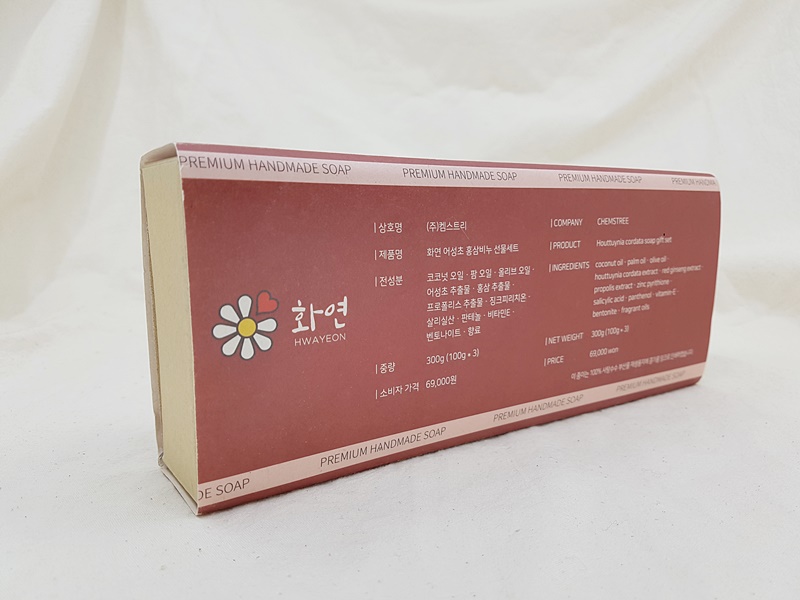 PREMIUM HANDMADE SOAP PREMIUM HANDMADE SOAP PREMIUM HANDMADE SOAP PREMIUM HANDMA
화연
HWAYEON
| 상호명 (주)켐스트리
| 제품명 화연 어성초 홍삼비누 선물세트
| 전성분 코코넛 오일 · 팜 오일 · 올리브 오일 ·
어성초 추출물 · 홍삼 추출물 ·
프로폴리스 추출물 · 징크피리치온 ·
살리실산 · 판테놀 · 비타민E ·
벤토나이트 · 향료
| 중량 300g (100g * 3)
| 소비자 가격 69,000원
| COMPANY CHEMSTREE
| PRODUCT Houttuynia cordata soap gift set
| INGREDIENTS coconut oil · palm oil · olive oil ·
houttuynia cordata extract · red ginseng extract ·
propolis extract · zinc pyrithione ·
salicylic acid · panthenol · vitamin E ·
bentonite · fragrant oils
| NET WEIGHT 300g (100g * 3)
| PRICE 69,000 won
100%
DE SOAP PREMIUM HANDMADE SOAP PREMIUM HANDMADE SOAP PREMIUM HANDMADE SOAP